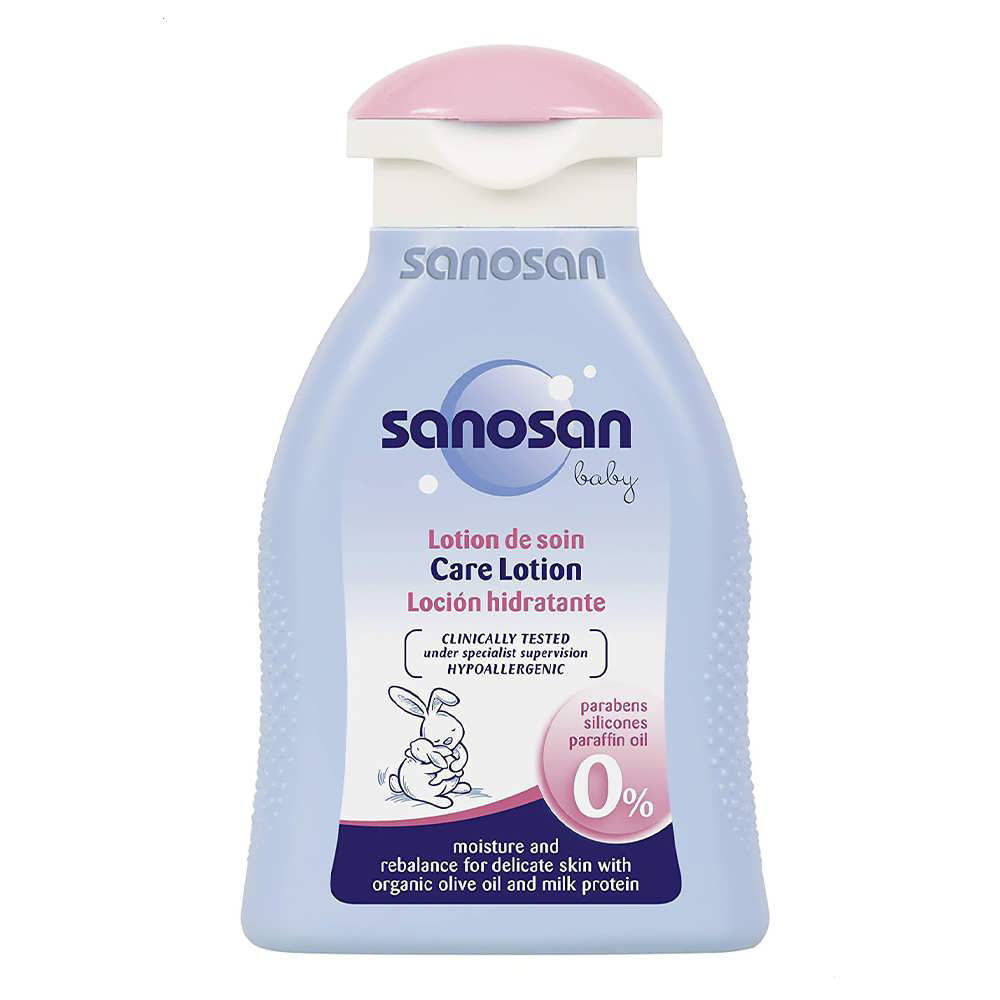 sanosan
sanosan
baby
Lotion de soin
Care Lotion
Loción hidratante
CLINICALLY TESTED
under specialist supervision
HYPOALLERGENIC
parabens
silicones
paraffin oil
0%
moisture and
rebalance for delicate skin with
organic olive oil and milk protein